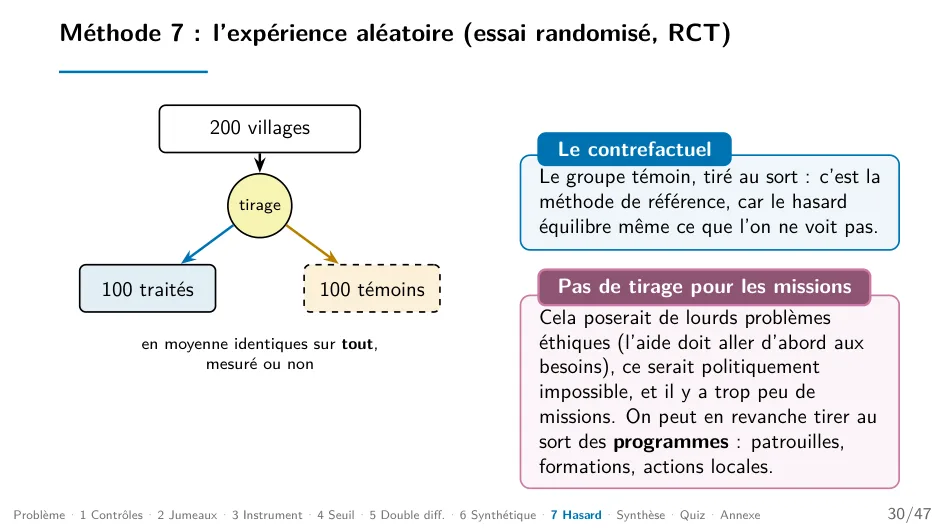 Méthode 7 : l'expérience aléatoire (essai randomisé, RCT)
200 villages
tirage
100 traités
100 témoins
en moyenne identiques sur tout,
mesuré ou non
Le contrefactuel
Le groupe témoin, tiré au sort : c'est la
méthode de référence, car le hasard
équilibre même ce que l'on ne voit pas.
Pas de tirage pour les missions
Cela poserait de lourds problèmes
éthiques (l'aide doit aller d'abord aux
besoins), ce serait politiquement
impossible, et il y a trop peu de
missions. On peut en revanche tirer au
sort des programmes : patrouilles,
formations, actions locales.
Problème · 1 Contrôles · 2 Jumeaux · 3 Instrument · 4 Seuil · 5 Double diff. · 6 Synthétique · 7 Hasard · Synthèse · Quiz · Annexe
30/47